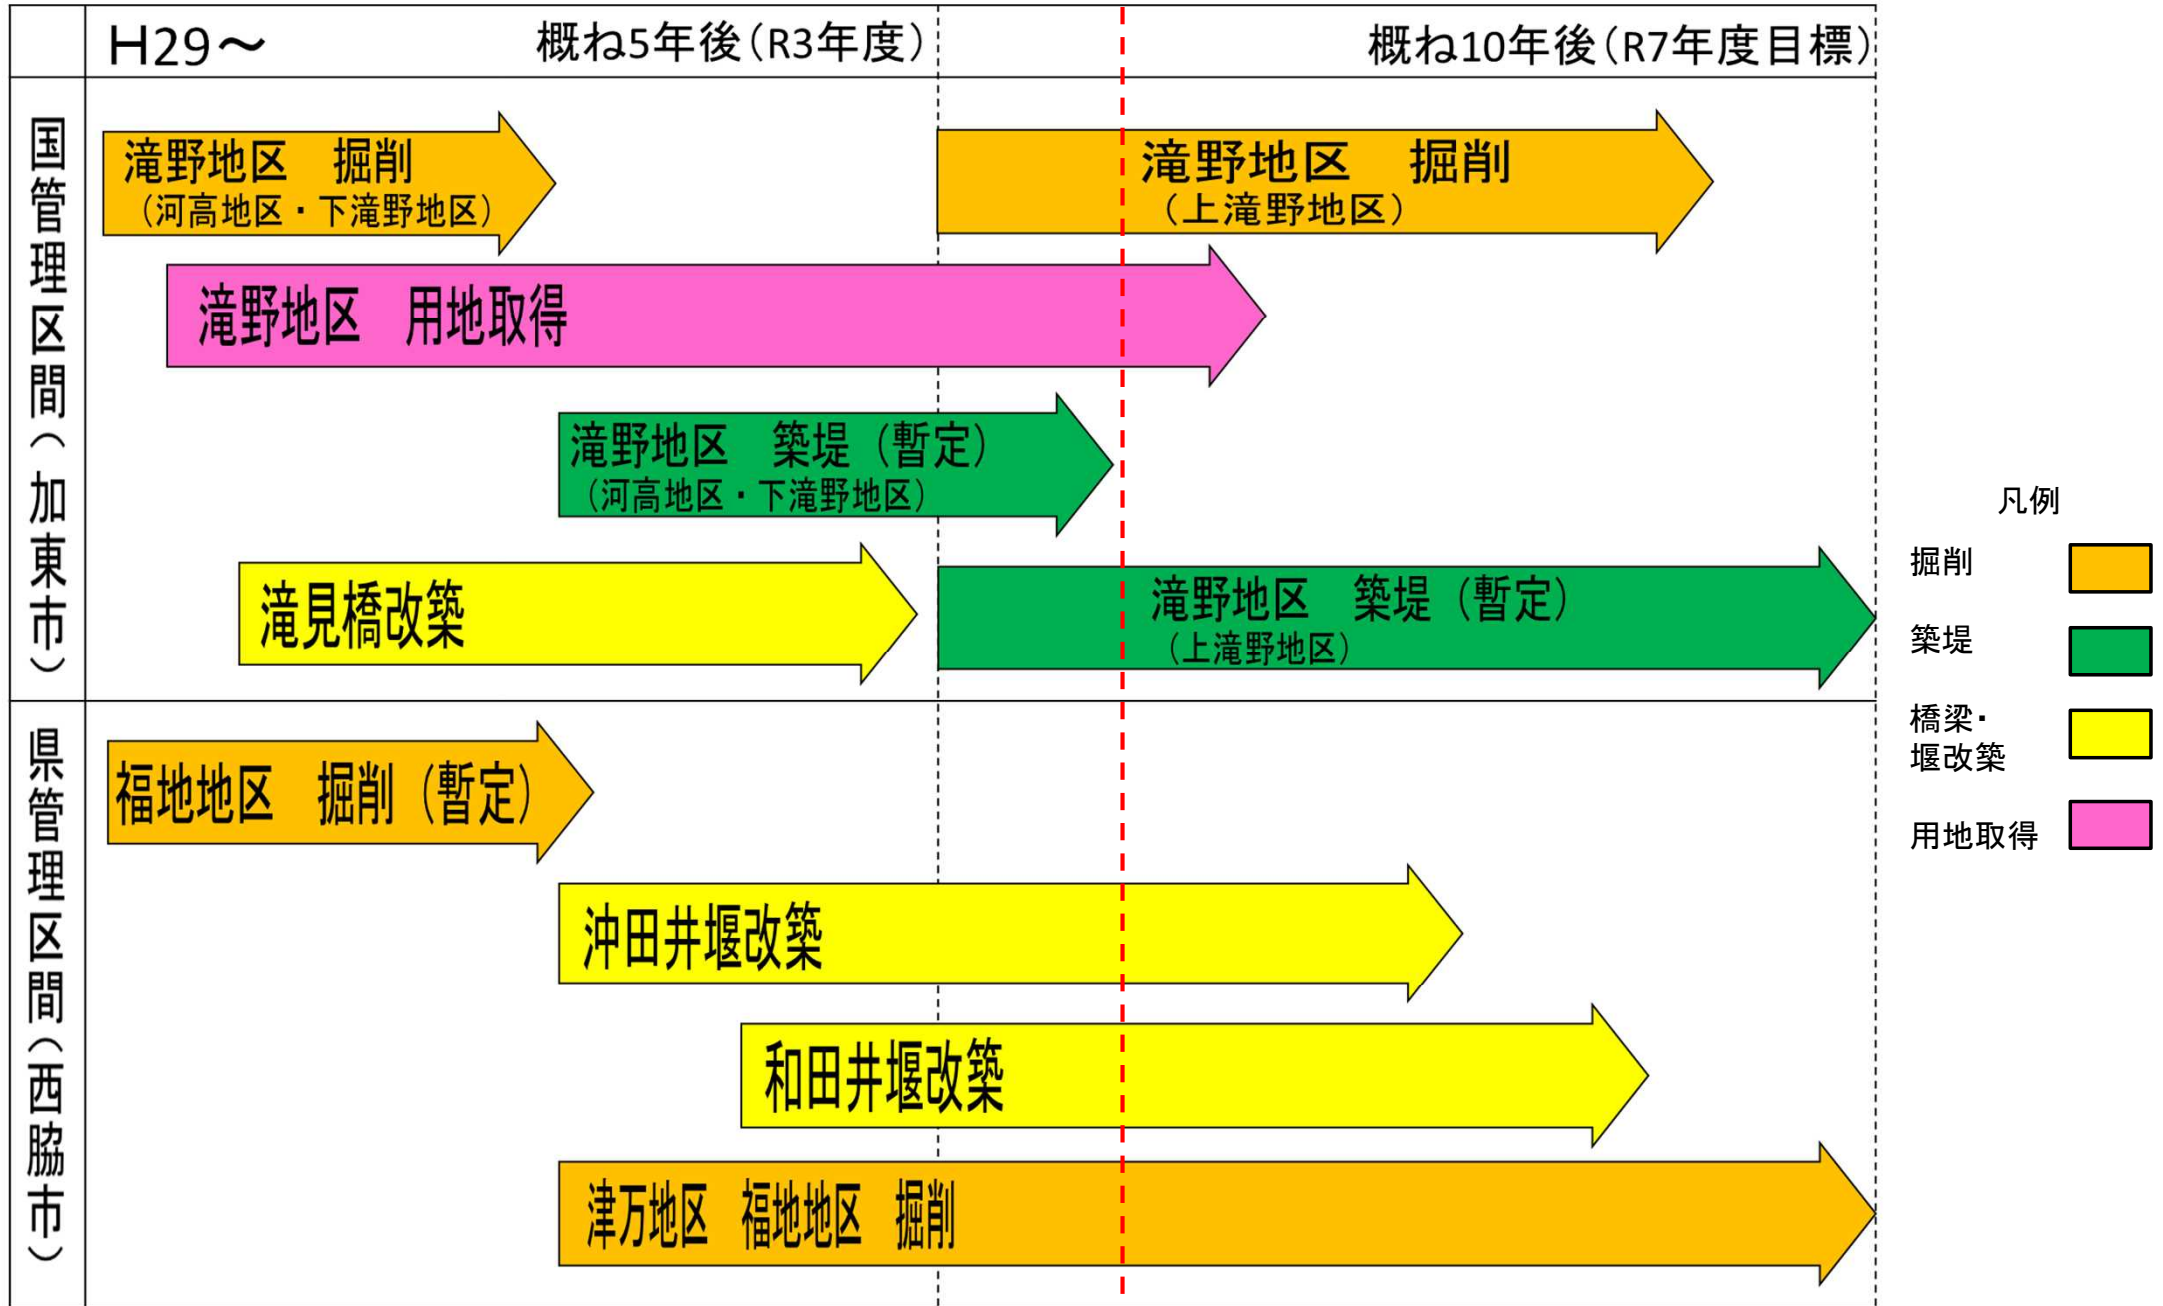 H29～
概ね5年後（R3年度）
概ね10年後（R7年度目標）
国管理区間（加東市）
滝野地区　掘削
（河高地区・下滝野地区）
滝野地区　掘削
（上滝野地区）
滝野地区　用地取得
滝野地区　築堤（暫定）
（河高地区・下滝野地区）
滝見橋改築
滝野地区　築堤（暫定）
（上滝野地区）
県管理区間（西脇市）
福地地区　掘削（暫定）
沖田井堰改築
和田井堰改築
津万地区　福地地区　掘削
凡例
掘削
築堤
橋梁・
堰改築
用地取得